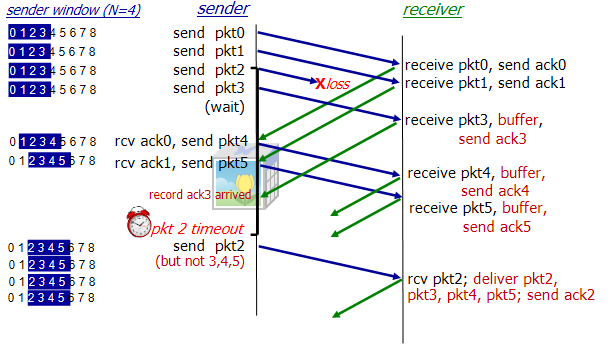 sender window (N=4) sender receiver
0 1 2 3 4 5 6 7 8 send pkt0
0 1 2 3 4 5 6 7 8 send pkt1
receive pkt0, send ack0
0 1 2 3 4 5 6 7 8 send pkt2
Xloss
receive pkt1, send ack1
0 1 2 3 4 5 6 7 8 send pkt3
(wait)
receive pkt3, buffer,
send ack3
0 1 2 3 4 5 6 7 8 rcv ack0, send pkt4
0 1 2 3 4 5 6 7 8 rcv ack1, send pkt5
receive pkt4, buffer,
send ack4
record ack3 arrived
receive pkt5, buffer,
send ack5
pkt 2 timeout
0 1 2 3 4 5 6 7 8 send pkt2
0 1 2 3 4 5 6 7 8 (but not 3,4,5)
0 1 2 3 4 5 6 7 8
0 1 2 3 4 5 6 7 8
rcv pkt2; deliver pkt2,
pkt3, pkt4, pkt5; send ack2